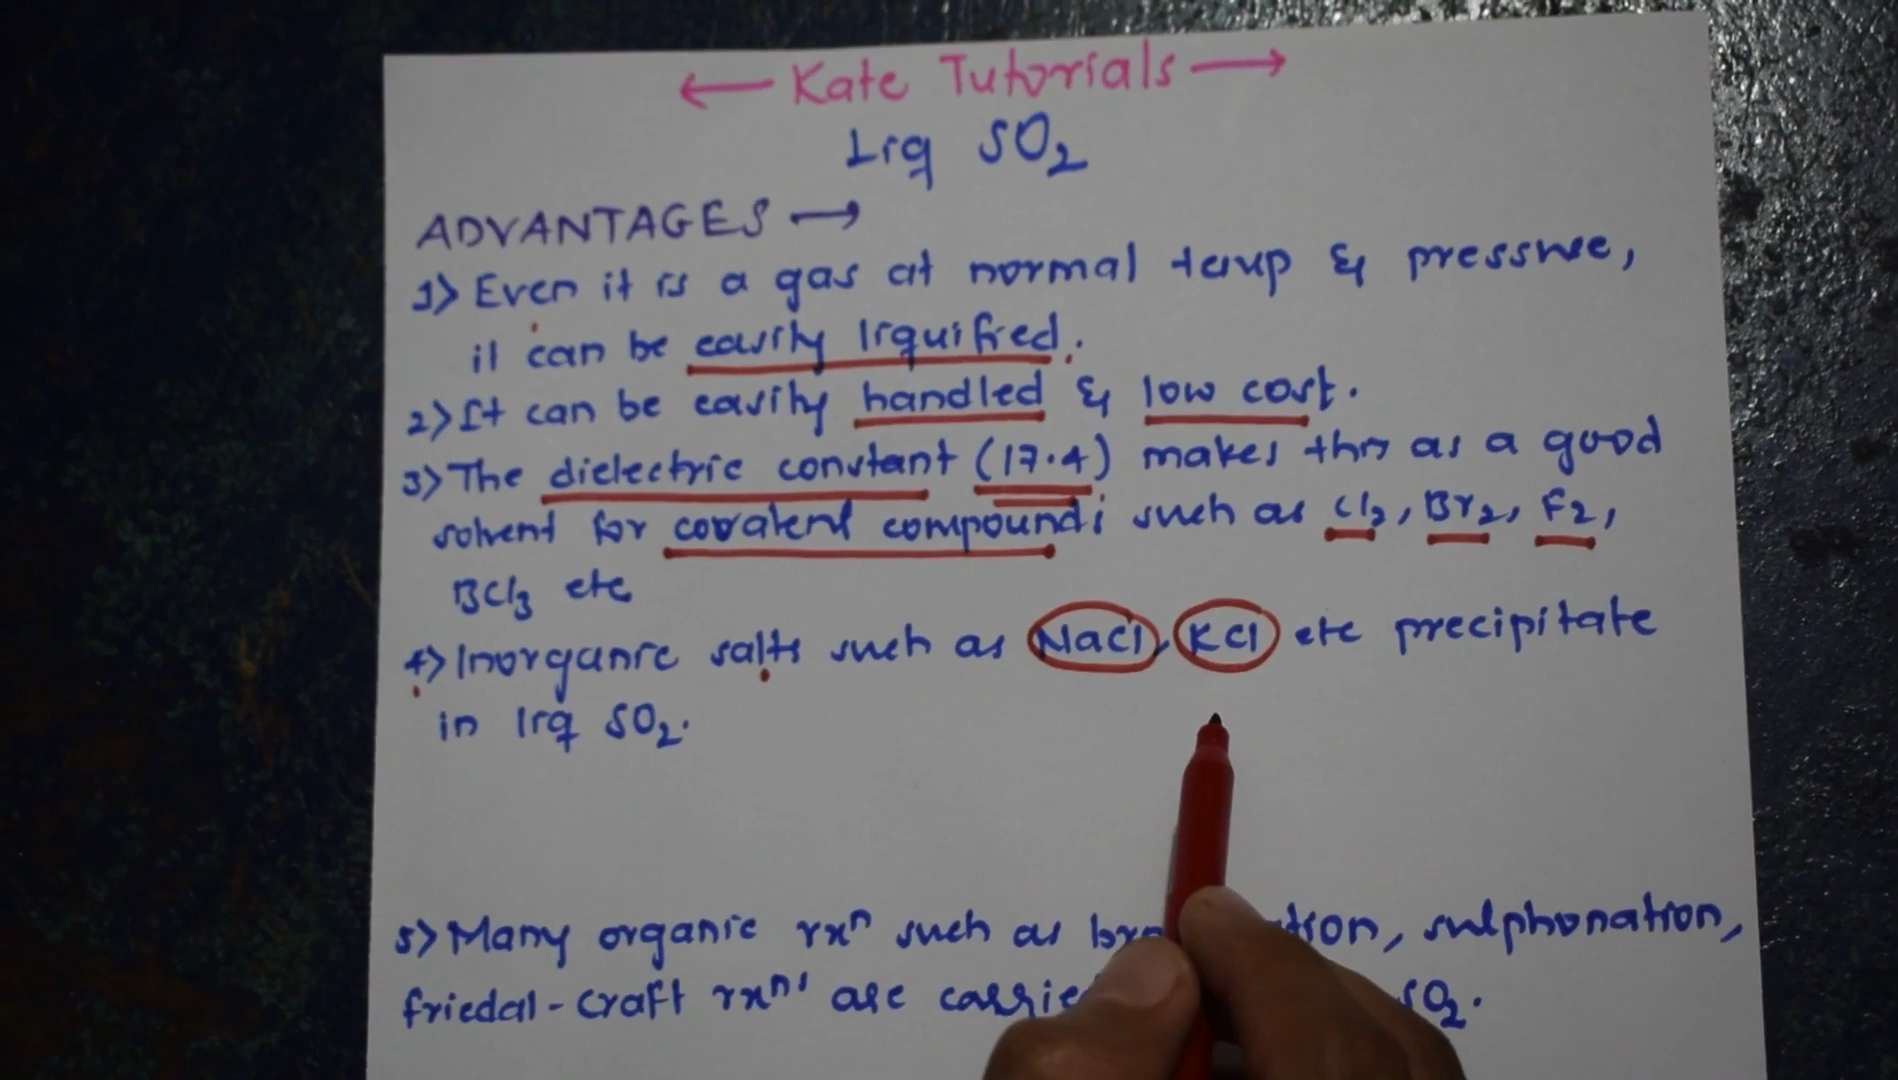 ← Kate Tutorials →
Liq SO2
ADVANTAGES →
1> Even it is a gas at normal temp & pressure,
it can be easily liquified.
2> It can be easily handled & low cost.
3> The dielectric constant (17.4) makes this as a good
solvent for covalent compounds such as Cl2, Br2, F2,
BCl3 etc
4> Inorganic salts such as NaCl, KCl etc precipitate
in liq SO2.
5> Many organic rxn such as sulphonation,
friedal-craft rxns are SO2.